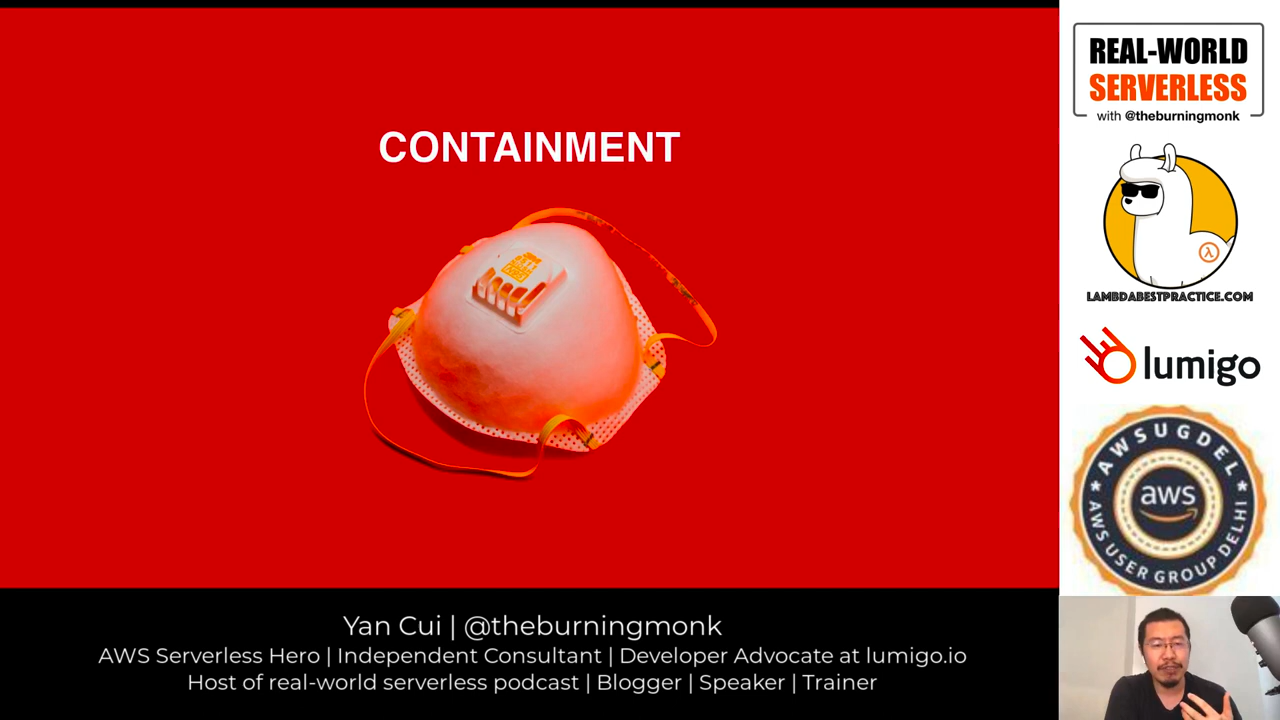 CONTAINMENT
Yan Cui | @theburningmonk
AWS Serverless Hero | Independent Consultant | Developer Advocate at lumigo.io
Host of real-world serverless podcast | Blogger | Speaker | Trainer
REAL-WORLD
SERVERLESS
with @theburningmonk
λ
LAMBDABESTPRACTICE.COM
lumigo
* AWSUGDEL *
aws
AWS USER GROUP DELHI